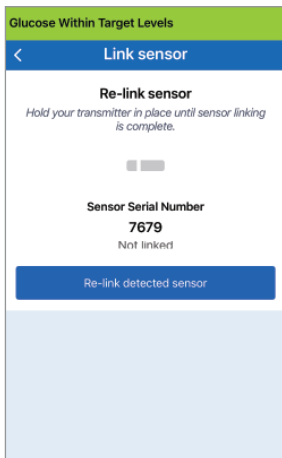 Glucose Within Target Levels
Link sensor
Re-link sensor
Hold your transmitter in place until sensor linking
is complete.
Sensor Serial Number
7679
Not linked
Re-link detected sensor